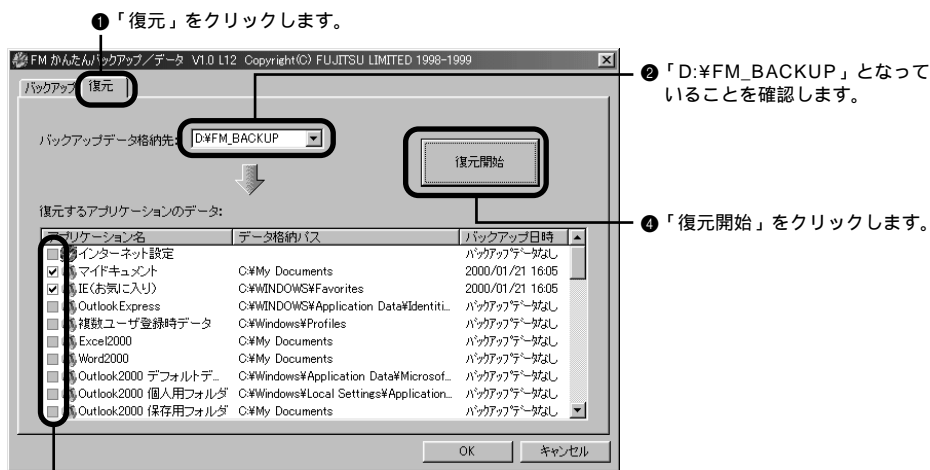 ❶「復元」をクリックします。
FM かんたんバックアップ／データ V1.0 L12 Copyright(C) FUJITSU LIMITED 1998-1999
❷「D:¥FM_BACKUP」となって
いることを確認します。
バックアップ 復元
バックアップデータ格納先: D:¥FM_BACKUP
復元開始
❹「復元開始」をクリックします。
復元するアプリケーションのデータ:
アプリケーション名 データ格納パス バックアップ日時
インターネット設定 バックアップデータなし
マイドキュメント C:¥My Documents 2000/01/21 16:05
IE(お気に入り) C:¥WINDOWS¥Favorites 2000/01/21 16:05
OutlookExpress C:¥WINDOWS¥Application Data¥Identiti... バックアップデータなし
複数ユーザ登録時データ C:¥Windows¥Profiles バックアップデータなし
Excel2000 C:¥My Documents バックアップデータなし
Word2000 C:¥My Documents バックアップデータなし
Outlook2000 デフォルトデ... C:¥Windows¥Application Data¥Microsof... バックアップデータなし
Outlook2000 個人用フォルダ C:¥Windows¥Local Settings¥Application... バックアップデータなし
Outlook2000 保存用フォルダ C:¥My Documents バックアップデータなし
OK キャンセル